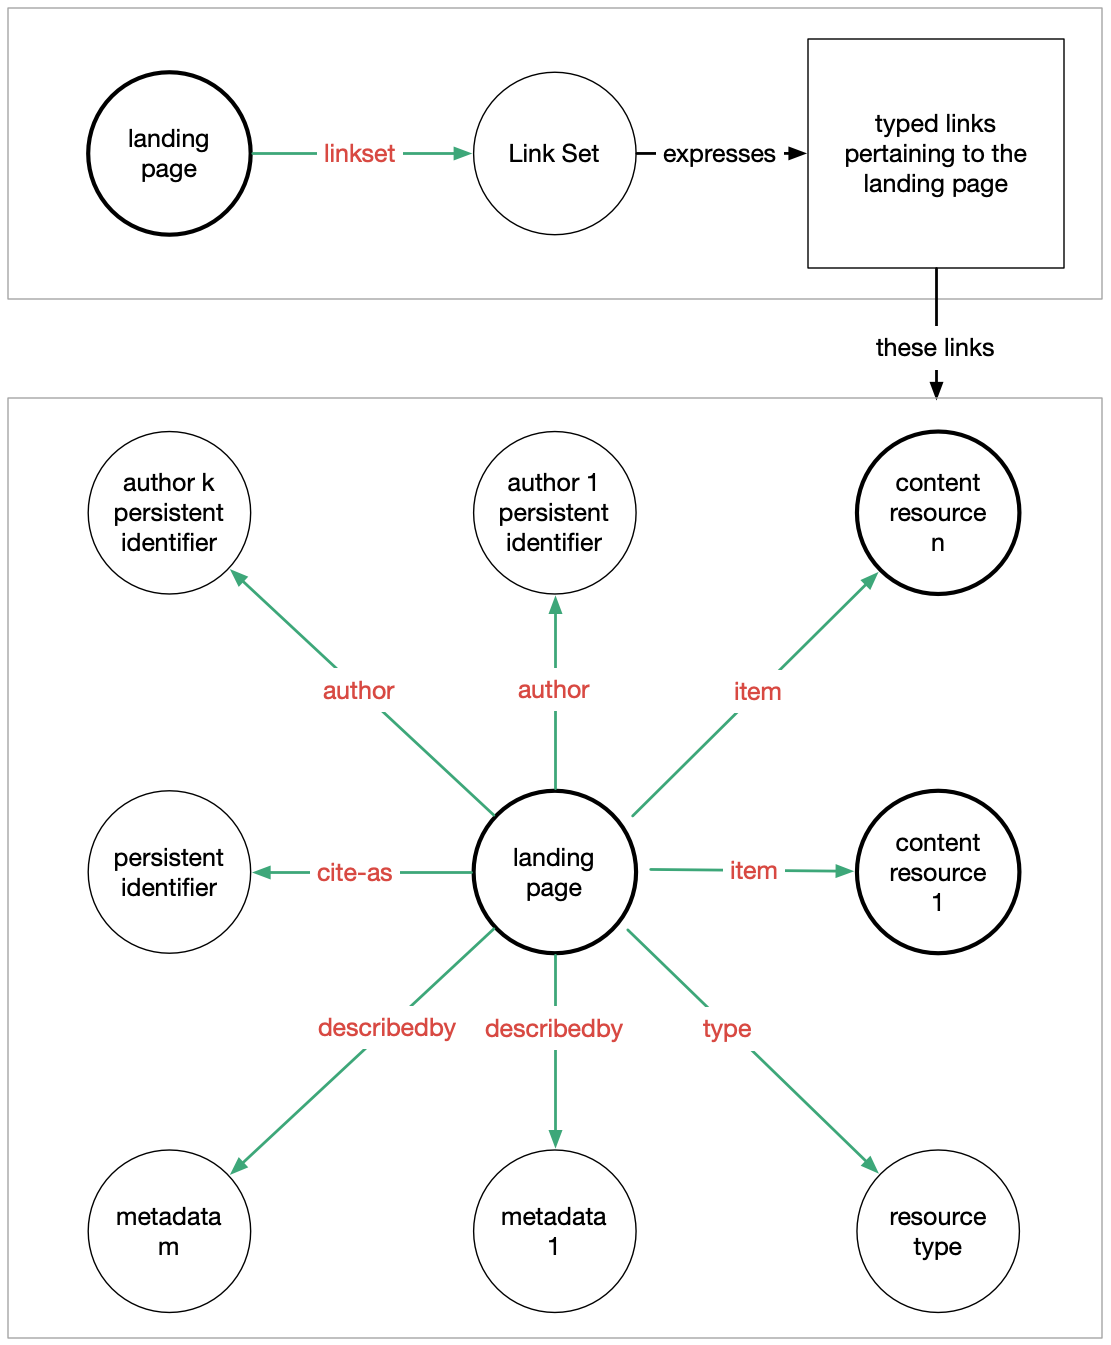 landing
page
linkset
Link Set
expresses
typed links
pertaining to the
landing page
these links
author k
persistent
identifier
author 1
persistent
identifier
content
resource
n
author
author
item
persistent
identifier
cite-as
landing
page
item
content
resource
1
describedby
describedby
type
metadata
m
metadata
1
resource
type